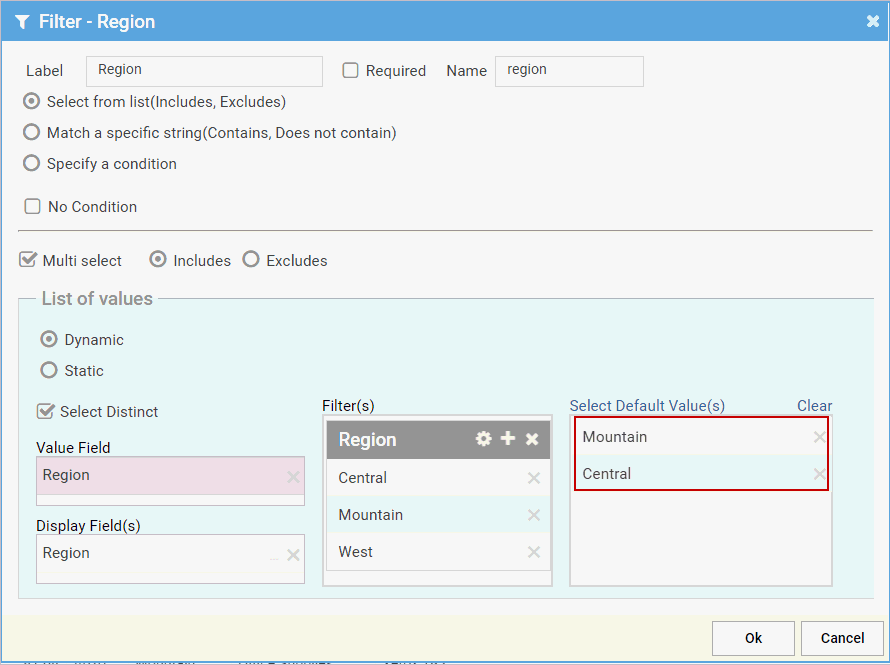 Filter - Region
Label Region Required Name region
Select from list(Includes, Excludes)
Match a specific string(Contains, Does not contain)
Specify a condition
No Condition
Multi select Includes Excludes
List of values
Dynamic
Static
Select Distinct
Value Field
Region
Display Field(s)
Region ...
Filter(s)
Region
Central
Mountain
West
Select Default Value(s) Clear
Mountain
Central
Ok Cancel